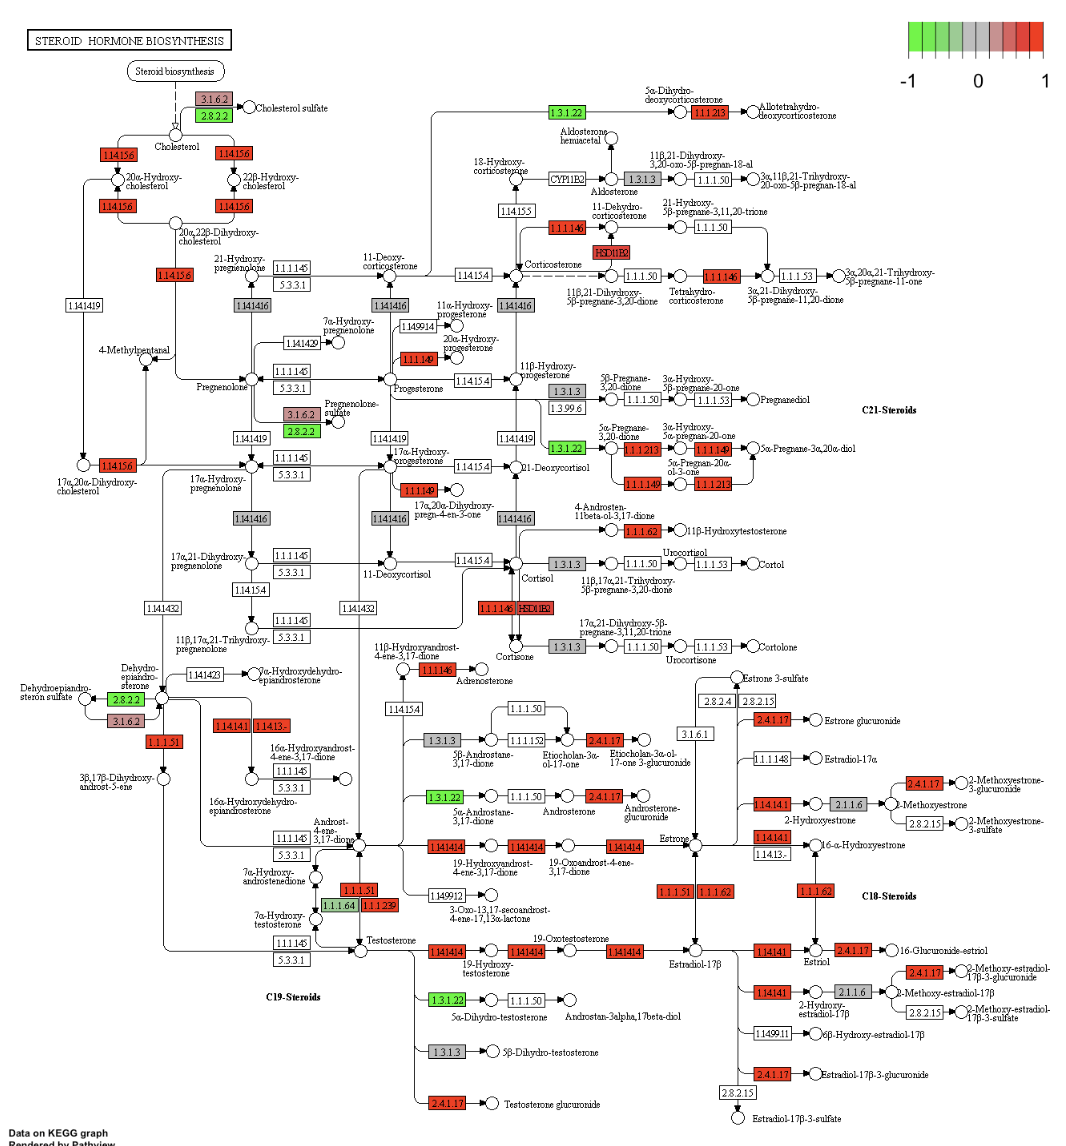 STEROID HORMONE BIOSYNTHESIS
-1
0
1
Steroid biosynthesis
3.1.6.2
Cholesterol sulfate
2.8.2.2
Cholesterol
1.14.15.6
1.14.15.6
20α-Hydroxy-
cholesterol
22β-Hydroxy-
cholesterol
1.14.15.6
1.14.15.6
20α,22β-Dihydroxy-
cholesterol
1.14.15.6
1.14.14.19
4-Methylpentanal
17α,20α-Dihydroxy-
cholesterol
1.14.15.6
5α-Dihydro-
deoxycorticosterone
1.3.1.22
1.1.1.213
Allotetrahydro-
deoxycorticosterone
Aldosterone
hemiacetal
18-Hydroxy-
corticosterone
CYP11B2
Aldosterone
1.3.1.3
11β,21-Dihydroxy-
3,20-oxo-5β-pregnan-18-al
1.1.1.50
3α,11β,21-Trihydroxy-
20-oxo-5β-pregnan-18-al
1.14.15.5
11-Dehydro-
corticosterone
1.1.1.146
HSD11B2
21-Hydroxy-
5β-pregnane-3,11,20-trione
1.1.1.50
21-Hydroxy-
pregnenolone
1.1.1.145
5.3.3.1
11-Deoxy-
corticosterone
1.14.15.4
Corticosterone
1.1.1.50
11β,21-Dihydroxy-
5β-pregnane-3,20-dione
Tetrahydro-
corticosterone
1.1.1.146
3α,21-Dihydroxy-
5β-pregnane-11,20-dione
1.1.1.53
3α,20α,21-Trihydroxy-
5β-pregnane-11-one
1.14.14.16
1.14.14.16
1.14.14.16
7α-Hydroxy-
pregnenolone
1.14.14.29
11α-Hydroxy-
progesterone
1.14.99.14
20α-Hydroxy-
progesterone
1.1.1.149
Pregnenolone
1.1.1.145
5.3.3.1
Progesterone
1.14.15.4
11β-Hydroxy-
progesterone
1.3.1.3
1.3.99.6
5β-Pregnane-
3,20-dione
1.1.1.50
3α-Hydroxy-
5β-pregnane-20-one
1.1.1.53
Pregnanediol
C21-Steroids
3.1.6.2
2.8.2.2
Pregnenolone-
sulfate
1.14.14.19
1.14.14.19
1.14.14.19
1.3.1.22
5α-Pregnane-
3,20-dione
1.1.1.213
3α-Hydroxy-
5α-pregnan-20-one
1.1.1.149
5α-Pregnane-3α,20α-diol
1.1.1.149
5α-Pregnan-20α-
ol-3-one
1.1.1.213
17α-Hydroxy-
pregnenolone
1.1.1.145
5.3.3.1
17α-Hydroxy-
progesterone
1.14.15.4
21-Deoxycortisol
1.1.1.149
17α,20α-Dihydroxy-
pregn-4-en-3-one
1.14.14.16
1.14.14.16
1.14.14.16
4-Androsten-
11beta-ol-3,17-dione
1.1.1.62
11β-Hydroxytestosterone
17α,21-Dihydroxy-
pregnenolone
1.1.1.145
5.3.3.1
11-Deoxycortisol
1.14.15.4
Cortisol
1.3.1.3
11β,17α,21-Trihydroxy-
5β-pregnane-3,20-dione
1.1.1.50
Urocortisol
1.1.1.53
Cortol
1.14.15.4
1.14.14.32
1.14.14.32
1.1.1.146
HSD11B2
11β,17α,21-Trihydroxy-
pregnenolone
1.1.1.145
5.3.3.1
Cortisone
1.3.1.3
17α,21-Dihydroxy-5β-
pregnane-3,11,20-trione
1.1.1.50
Urocortisone
1.1.1.53
Cortolone
11β-Hydroxyandrost-
4-ene-3,17-dione
1.1.1.146
Adrenosterone
Dehydro-
epiandro-
sterone
Dehydroepiandro-
steron sulfate
2.8.2.2
3.1.6.2
1.14.14.23
7α-Hydroxydehydro-
epiandrosterone
1.14.14.1
1.14.13.-
1.1.1.51
3β,17β-Dihydroxy-
androst-5-ene
16α-Hydroxyandrost-
4-ene-3,17-dione
1.1.1.145
5.3.3.1
16α-Hydroxydehydro-
epiandrosterone
1.14.15.4
1.3.1.3
1.1.1.50
5β-Androstane-
3,17-dione
1.1.1.152
Etiocholan-3α-
ol-17-one
2.4.1.17
Etiocholan-3α-ol-
17-one 3-glucuronide
1.3.1.22
5α-Androstane-
3,17-dione
1.1.1.50
Androsterone
2.4.1.17
Androsterone-
glucuronide
Estrone 3-sulfate
2.8.2.4
2.8.2.15
3.1.6.1
2.4.1.17
Estrone glucuronide
1.1.1.148
Estradiol-17α
1.14.14.1
2-Hydroxyestrone
2.1.1.6
2-Methoxyestrone
2.4.1.17
2-Methoxyestrone-
3-glucuronide
2.8.2.15
2-Methoxyestrone-
3-sulfate
Androst-
4-ene-
3,17-dione
1.1.1.145
5.3.3.1
1.14.14.14
19-Hydroxyandrost-
4-ene-3,17-dione
1.14.14.14
19-Oxoandrost-4-ene-
3,17-dione
1.14.14.14
Estrone
1.14.14.1
1.14.13.-
16-α-Hydroxyestrone
7α-Hydroxy-
androstenedione
1.1.1.51
1.1.1.64
1.1.1.239
1.14.99.12
3-Oxo-13,17-secoandrost-
4-ene-17,13α-lactone
1.1.1.51
1.1.1.62
1.1.1.62
C18-Steroids
7α-Hydroxy-
testosterone
1.1.1.145
5.3.3.1
Testosterone
1.14.14.14
19-Hydroxy-
testosterone
1.14.14.14
19-Oxotestosterone
1.14.14.14
Estradiol-17β
1.14.14.1
Estriol
2.4.1.17
16-Glucuronide-estriol
C19-Steroids
1.3.1.22
5α-Dihydro-testosterone
1.1.1.50
Androstan-3alpha,17beta-diol
1.14.14.1
2-Hydroxy-
estradiol-17β
2.1.1.6
2-Methoxy-estradiol-17β
2.4.1.17
2-Methoxy-estradiol-
17β-3-glucuronide
2.8.2.15
2-Methoxy-estradiol-
17β-3-sulfate
1.14.99.11
6β-Hydroxy-estradiol-17β
1.3.1.3
5β-Dihydro-testosterone
2.4.1.17
Estradiol-17β-3-glucuronide
2.4.1.17
Testosterone glucuronide
2.8.2.15
Estradiol-17β-3-sulfate
Data on KEGG graph
Rendered by Pathview